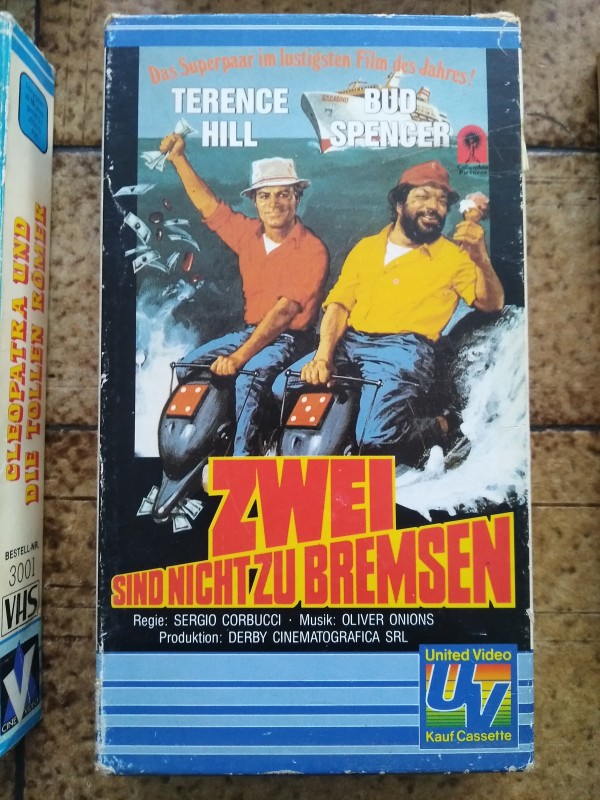 Das Superpaar im lustigsten Film des Jahres!
TERENCE HILL
BUD SPENCER
ZWEI
SIND NICHT ZU BREMSEN
Regie: SERGIO CORBUCCI · Musik: OLIVER ONIONS
Produktion: DERBY CINEMATOGRAFICA SRL
United Video
UV
Kauf Cassette
CLEOPATRA UND
DIE TOLLEN RÖMER
BESTELL-NR.
3001
VHS